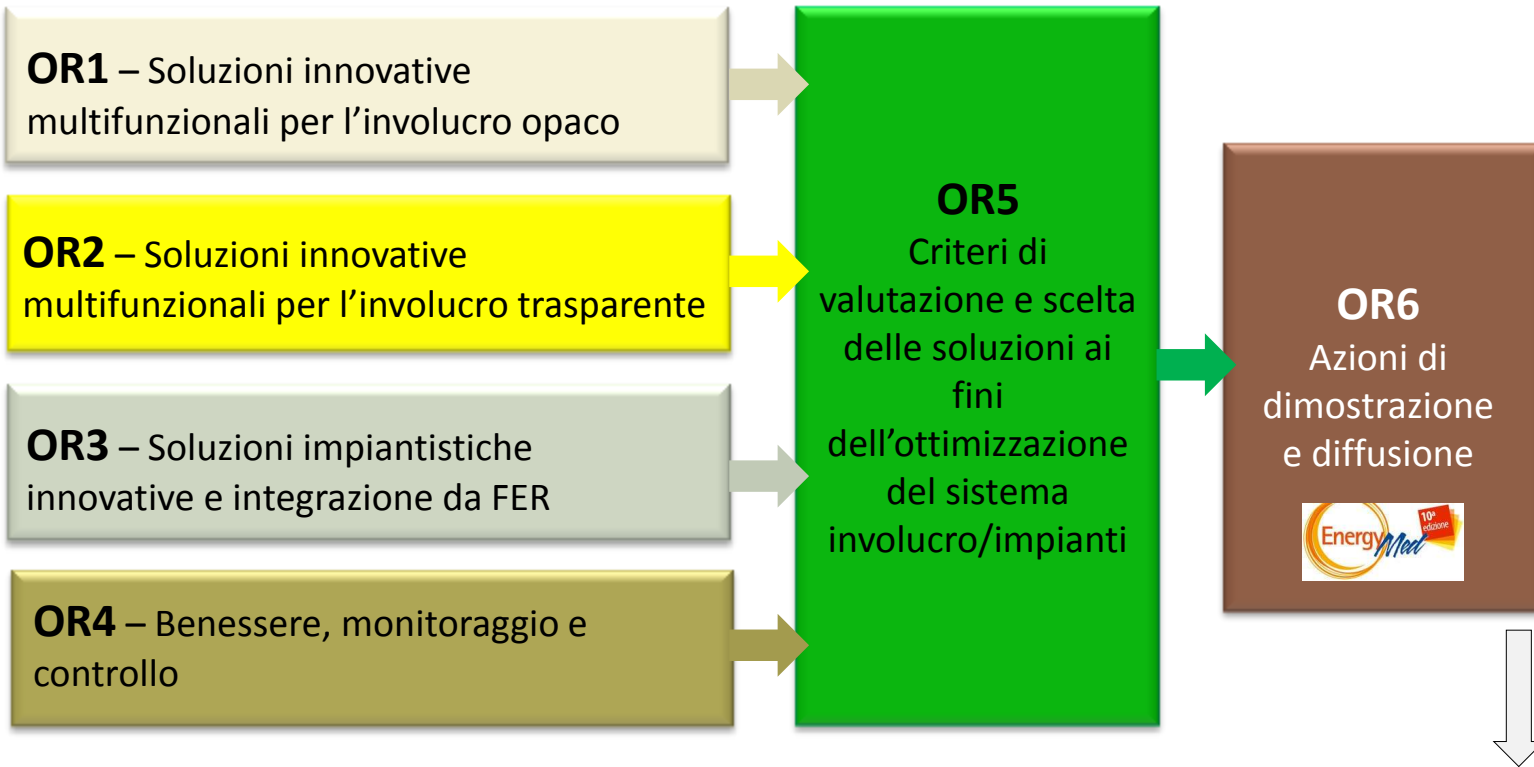 OR1 – Soluzioni innovative
multifunzionali per l’involucro opaco
OR2 – Soluzioni innovative
multifunzionali per l’involucro trasparente
OR3 – Soluzioni impiantistiche
innovative e integrazione da FER
OR4 – Benessere, monitoraggio e
controllo
OR5
Criteri di
valutazione e scelta
delle soluzioni ai
fini
dell’ottimizzazione
del sistema
involucro/impianti
OR6
Azioni di
dimostrazione
e diffusione
10ª
edizione
EnergyMed